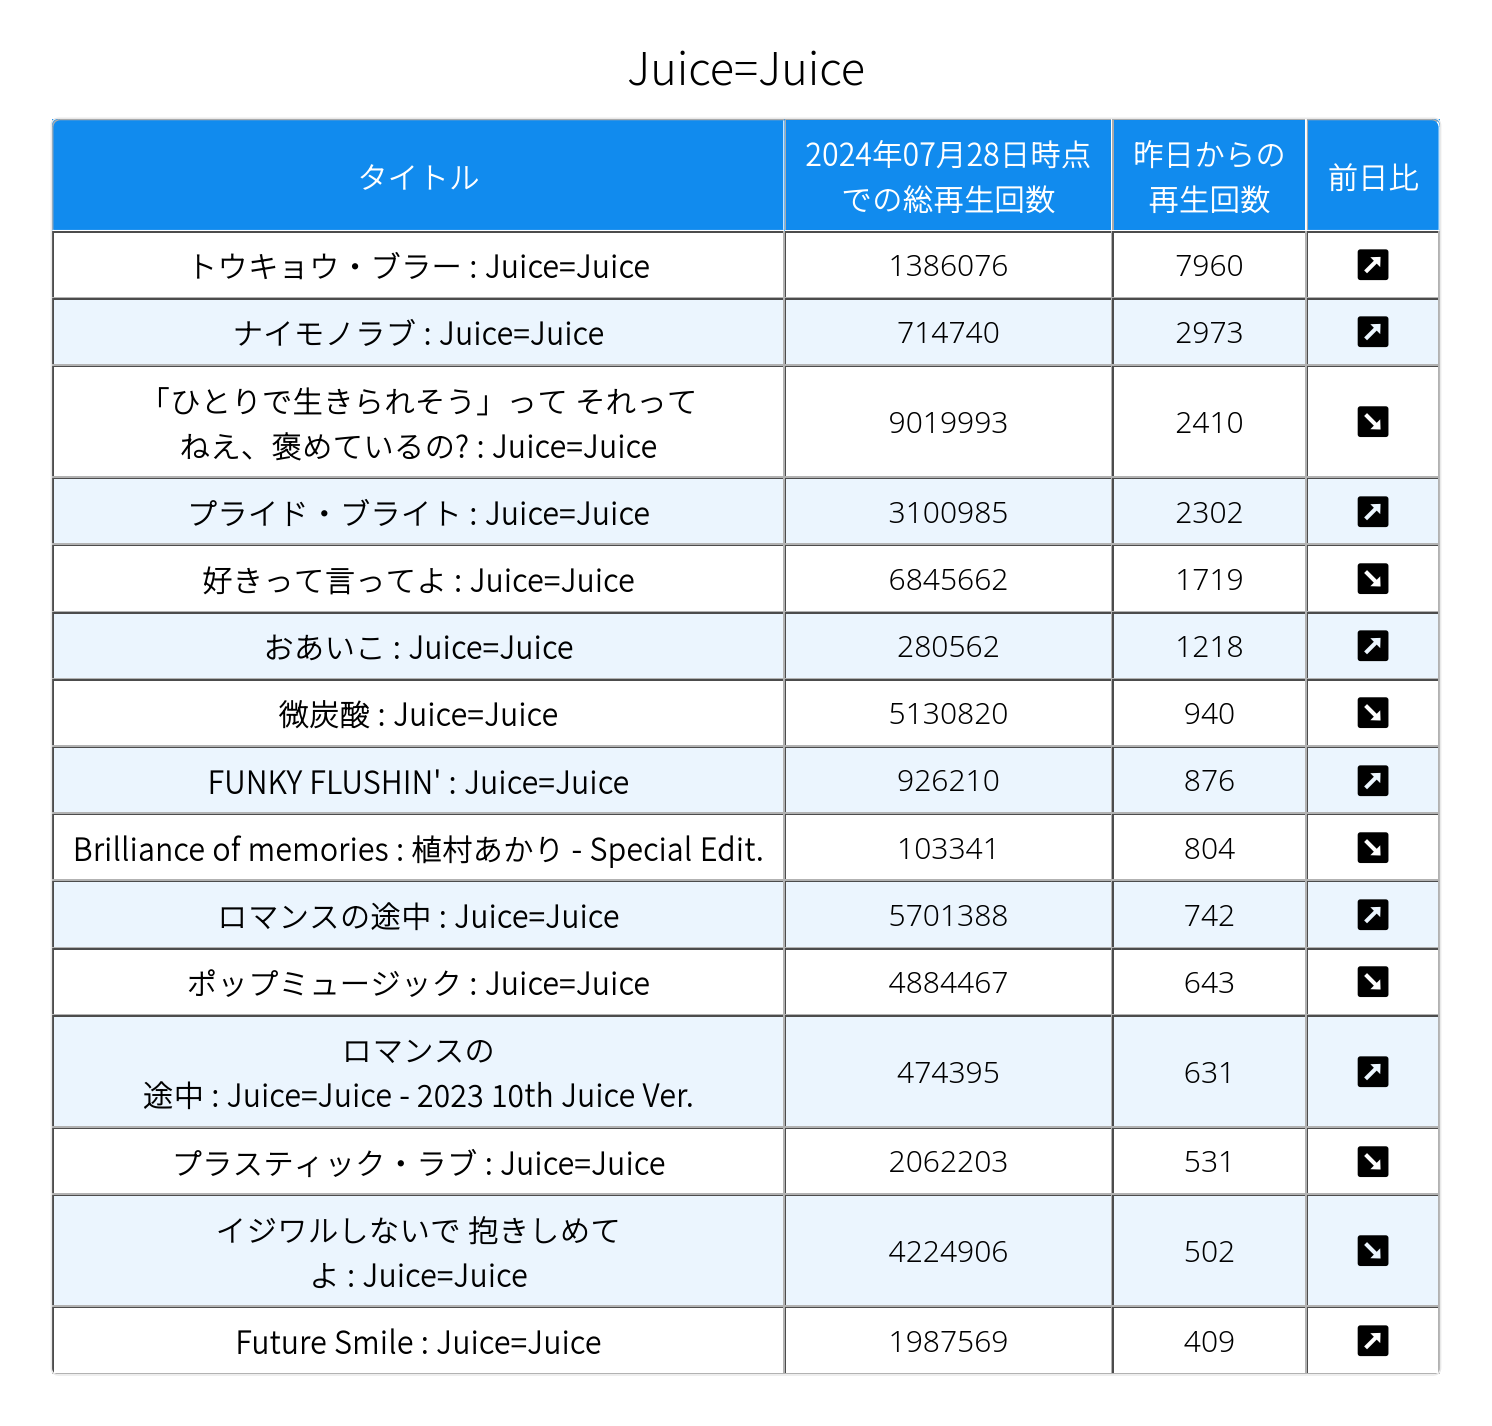 Juice=Juice
タイトル
2024年07月28日時点
での総再生回数
昨日からの
再生回数
前日比
トウキョウ・ブラー : Juice=Juice
1386076
7960
ナイモノラブ : Juice=Juice
714740
2973
「ひとりで生きられそう」って それって
ねえ、褒めているの? : Juice=Juice
9019993
2410
プライド・ブライト : Juice=Juice
3100985
2302
好きって言ってよ : Juice=Juice
6845662
1719
おあいこ : Juice=Juice
280562
1218
微炭酸 : Juice=Juice
5130820
940
FUNKY FLUSHIN' : Juice=Juice
926210
876
Brilliance of memories : 植村あかり - Special Edit.
103341
804
ロマンスの途中 : Juice=Juice
5701388
742
ポップミュージック : Juice=Juice
4884467
643
ロマンスの
途中 : Juice=Juice - 2023 10th Juice Ver.
474395
631
プラスティック・ラブ : Juice=Juice
2062203
531
イジワルしないで 抱きしめて
よ : Juice=Juice
4224906
502
Future Smile : Juice=Juice
1987569
409